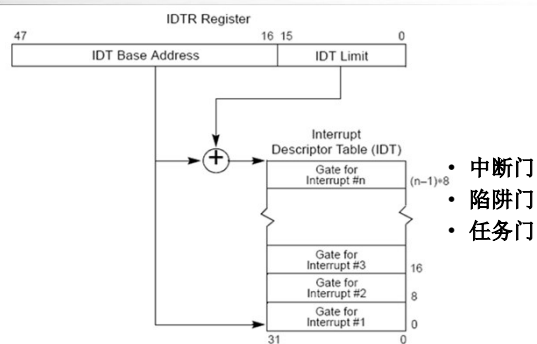 IDTR Register
47 16 15 0
IDT Base Address IDT Limit
+
Interrupt
Descriptor Table (IDT)
Gate for
Interrupt #n
(n–1)*8
Gate for
Interrupt #3
16
Gate for
Interrupt #2
8
Gate for
Interrupt #1
0
31 0
• 中断门
• 陷阱门
• 任务门